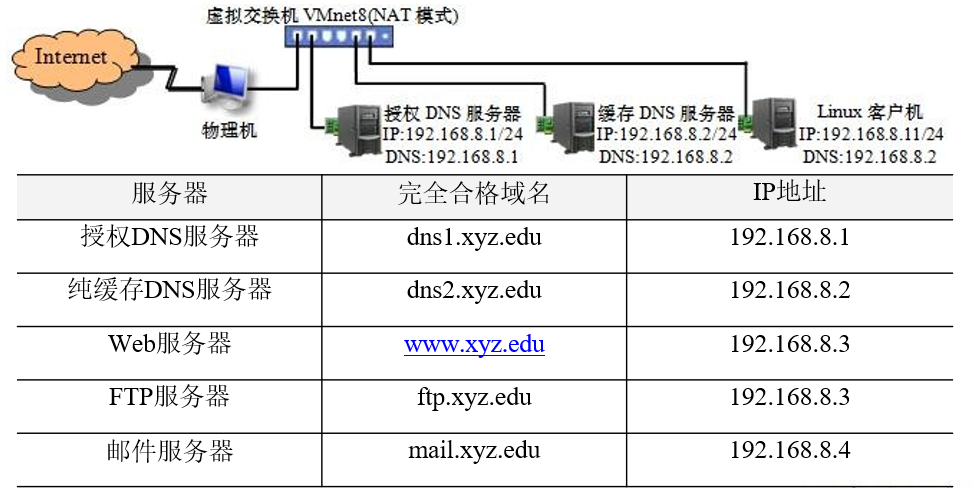 虚拟交换机 VMnet8(NAT 模式)
Internet
物理机
授权 DNS 服务器
IP:192.168.8.1/24
DNS:192.168.8.1
缓存 DNS 服务器
IP:192.168.8.2/24
DNS:192.168.8.2
Linux 客户机
IP:192.168.8.11/24
DNS:192.168.8.2
服务器 完全合格域名 IP地址
授权DNS服务器 dns1.xyz.edu 192.168.8.1
纯缓存DNS服务器 dns2.xyz.edu 192.168.8.2
Web服务器 www.xyz.edu 192.168.8.3
FTP服务器 ftp.xyz.edu 192.168.8.3
邮件服务器 mail.xyz.edu 192.168.8.4